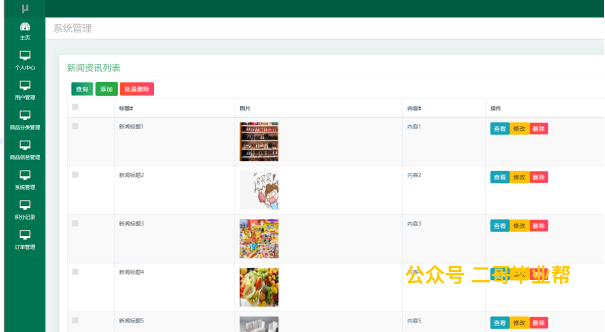 μ
系统管理
主页
个人中心
用户管理
商品分类管理
商品信息管理
系统管理
积分记录
订单管理
新闻资讯列表
查询 添加 批量删除
标题 图片 内容 操作
新闻标题1 内容1 查看 修改 删除
新闻标题2 内容2 查看 修改 删除
新闻标题3 内容3 查看 修改 删除
新闻标题4
公众号 二哥毕业帮
新闻标题5 内容5 查看 修改 删除